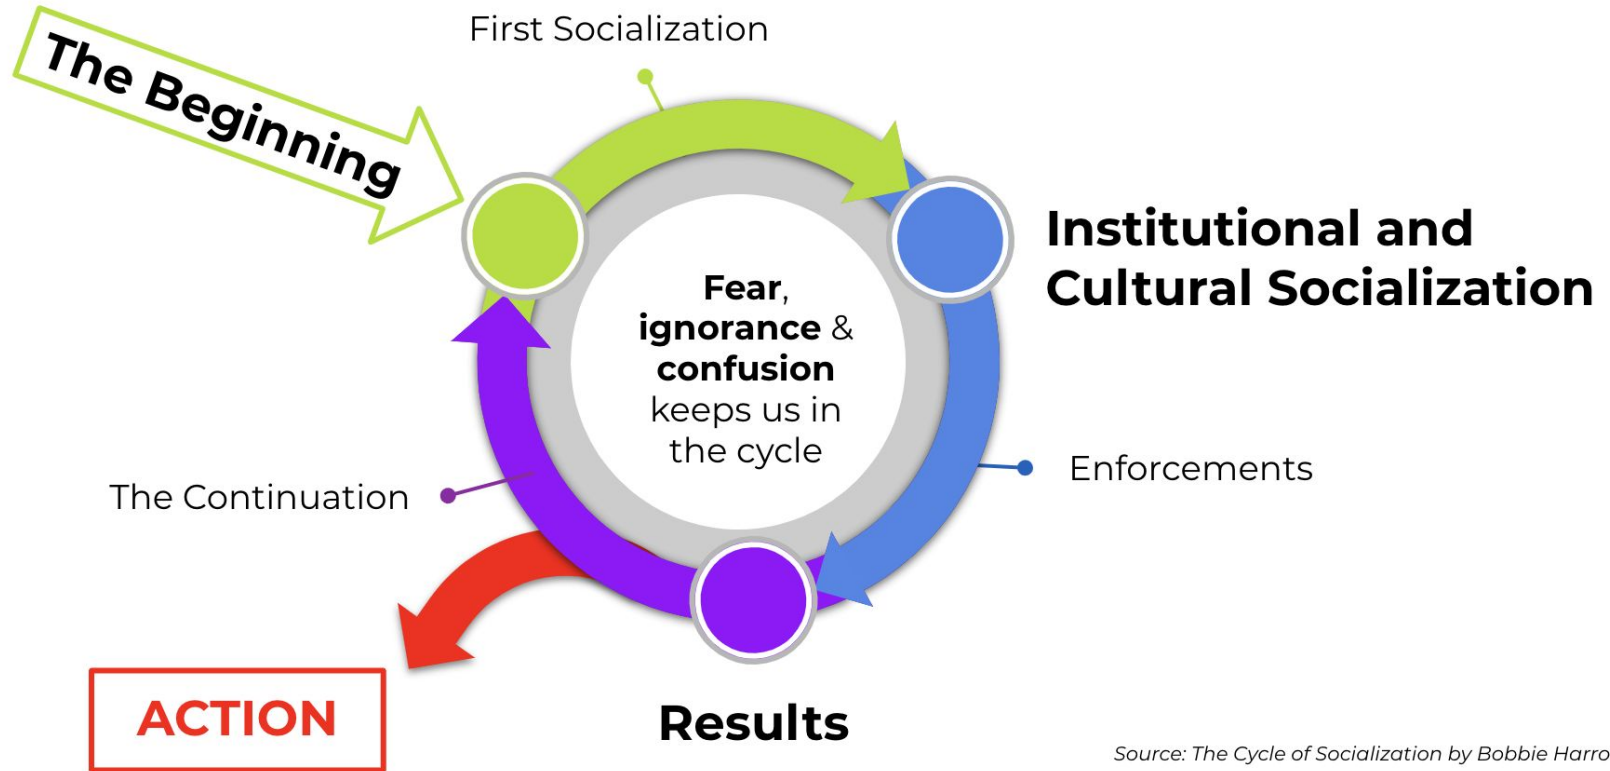 The Beginning
First Socialization
Institutional and
Cultural Socialization
Fear,
ignorance &
confusion
keeps us in
the cycle
Enforcements
The Continuation
ACTION
Results
Source: The Cycle of Socialization by Bobbie Harro